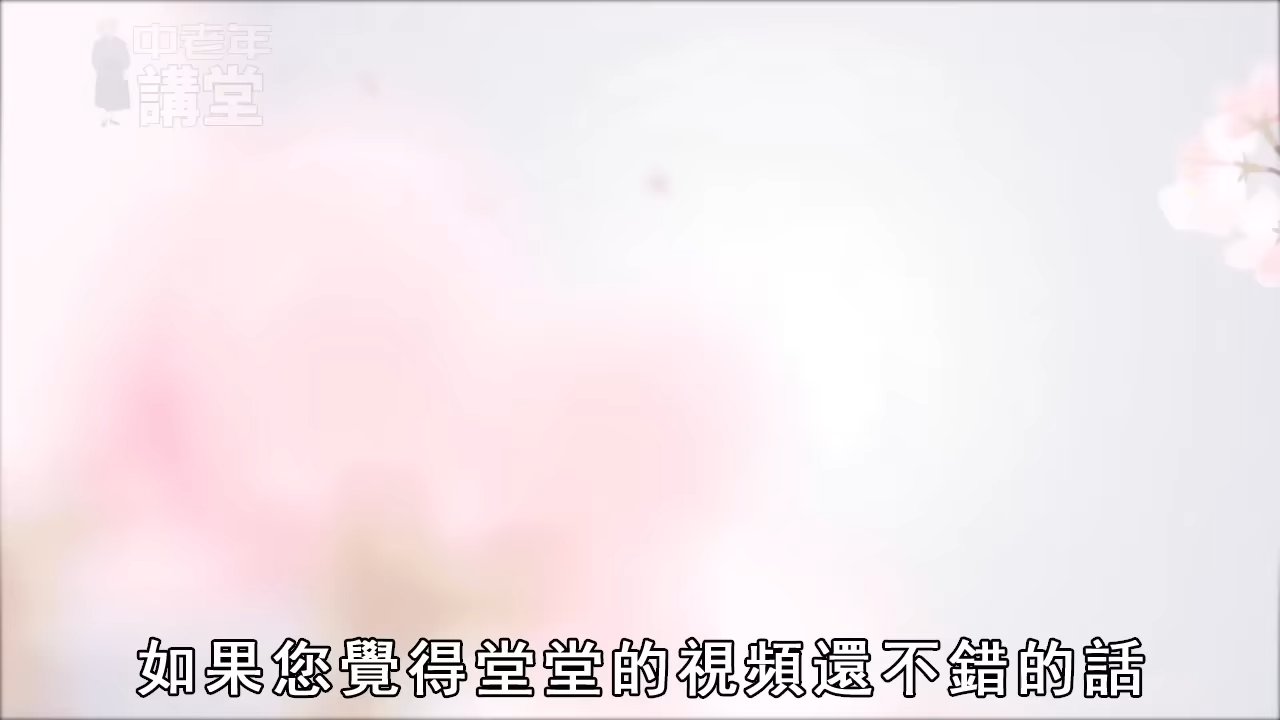 中老年
講堂
如果您覺得堂堂的視頻還不錯的話